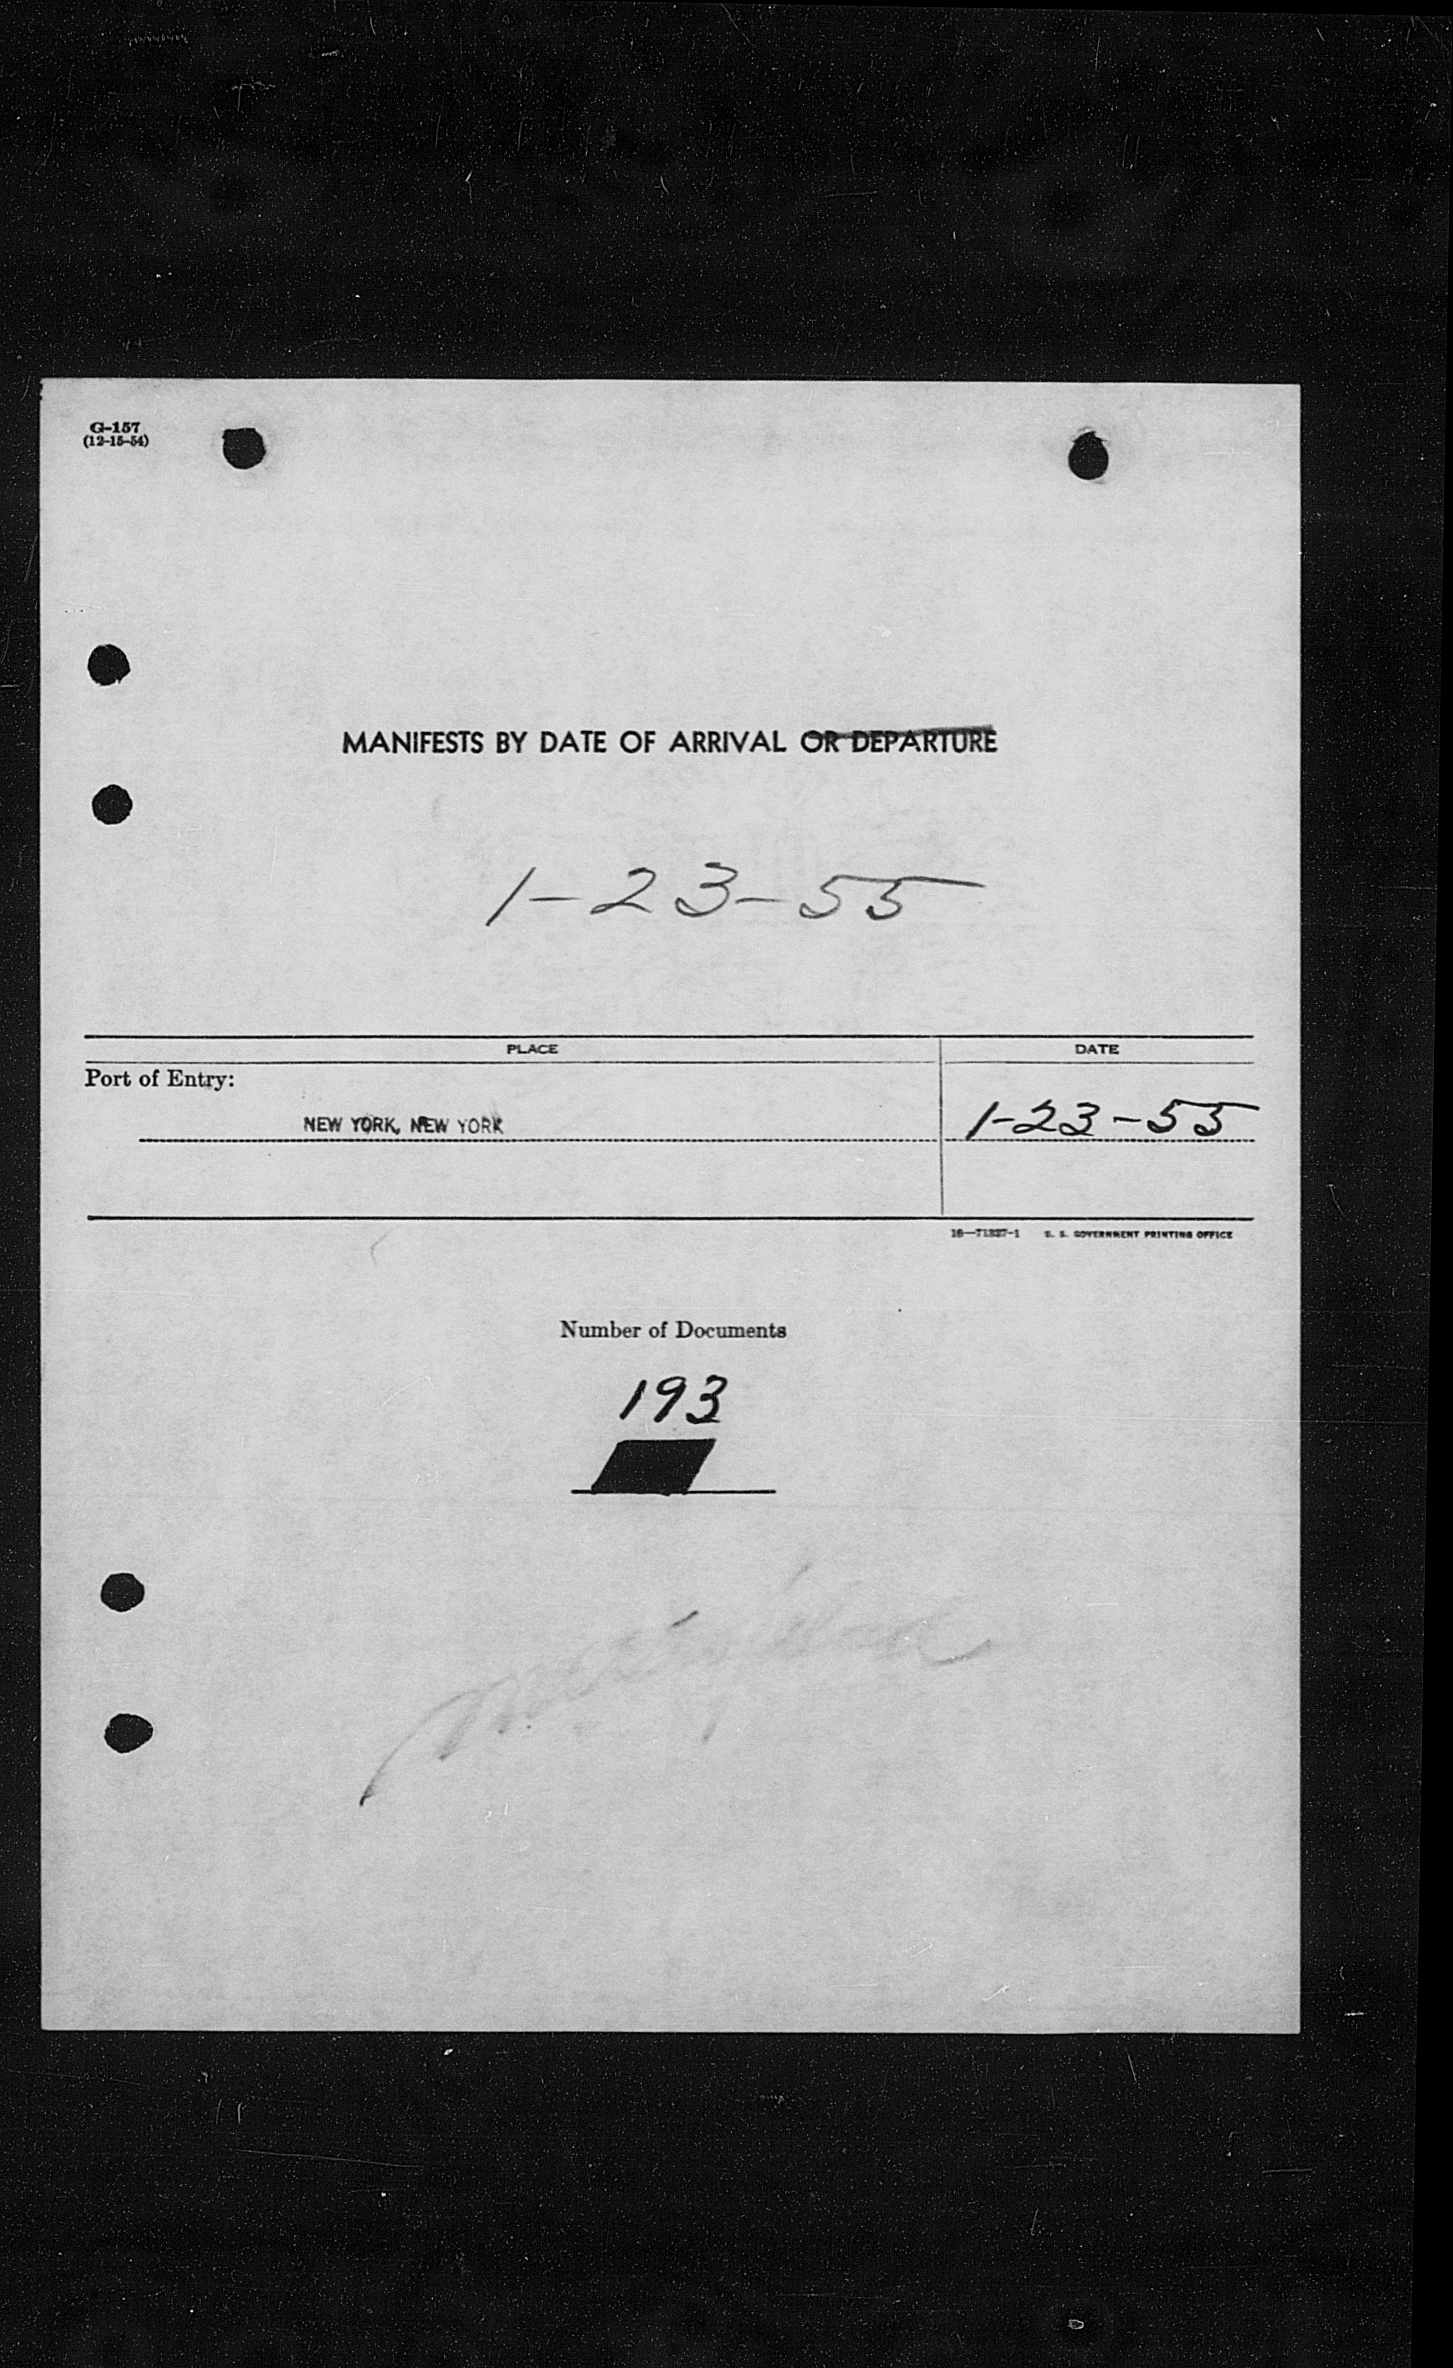 G-157
(12-15-54)
MANIFESTS BY DATE OF ARRIVAL OR DEPARTURE
1-23-55
PLACE DATE
Port of Entry:
NEW YORK, NEW YORK 1-23-55
U. S. GOVERNMENT PRINTING OFFICE
Number of Documents
193